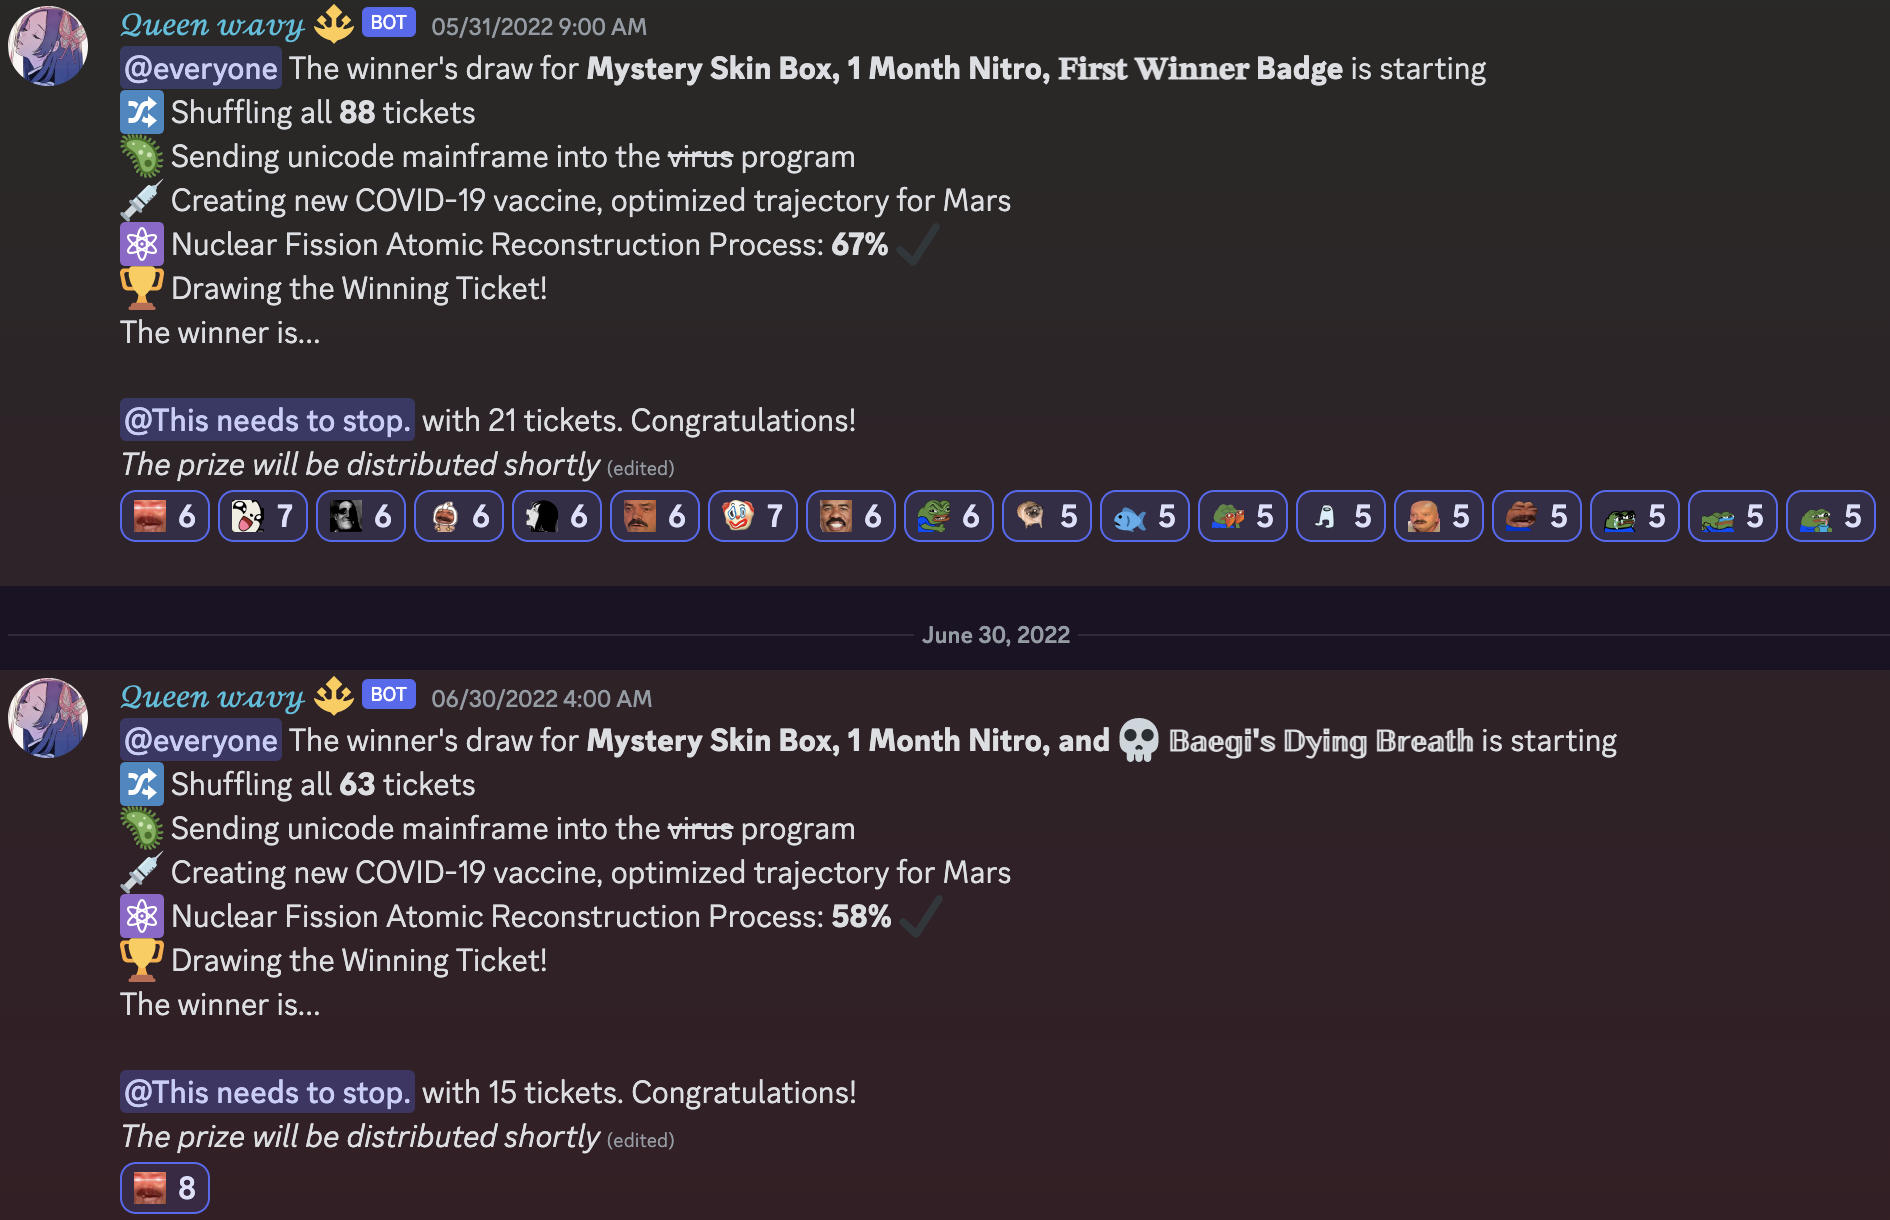 𝒬𝓊𝑒𝑒𝓃 𝓌𝒶𝓋𝓎 BOT 05/31/2022 9:00 AM
@everyone The winner's draw for Mystery Skin Box, 1 Month Nitro, 𝐅𝐢𝐫𝐬𝐭 𝐖𝐢𝐧𝐧𝐞𝐫 Badge is starting
Shuffling all 88 tickets
Sending unicode mainframe into the virus program
Creating new COVID-19 vaccine, optimized trajectory for Mars
Nuclear Fission Atomic Reconstruction Process: 67% ✔
Drawing the Winning Ticket!
The winner is...
@This needs to stop. with 21 tickets. Congratulations!
The prize will be distributed shortly (edited)
6 7 6 6 6 6 7 6 6 5 5 5 5 5 5 5 5 5
June 30, 2022
𝒬𝓊𝑒𝑒𝓃 𝓌𝒶𝓋𝓎 BOT 06/30/2022 4:00 AM
@everyone The winner's draw for Mystery Skin Box, 1 Month Nitro, and 💀 𝔹𝕒𝕖𝕘𝕚'𝕤 𝔻𝕪𝕚𝕟𝕘 𝔹𝕣𝕖𝕒𝕥𝕙 is starting
Shuffling all 63 tickets
Sending unicode mainframe into the virus program
Creating new COVID-19 vaccine, optimized trajectory for Mars
Nuclear Fission Atomic Reconstruction Process: 58% ✔
Drawing the Winning Ticket!
The winner is...
@This needs to stop. with 15 tickets. Congratulations!
The prize will be distributed shortly (edited)
8